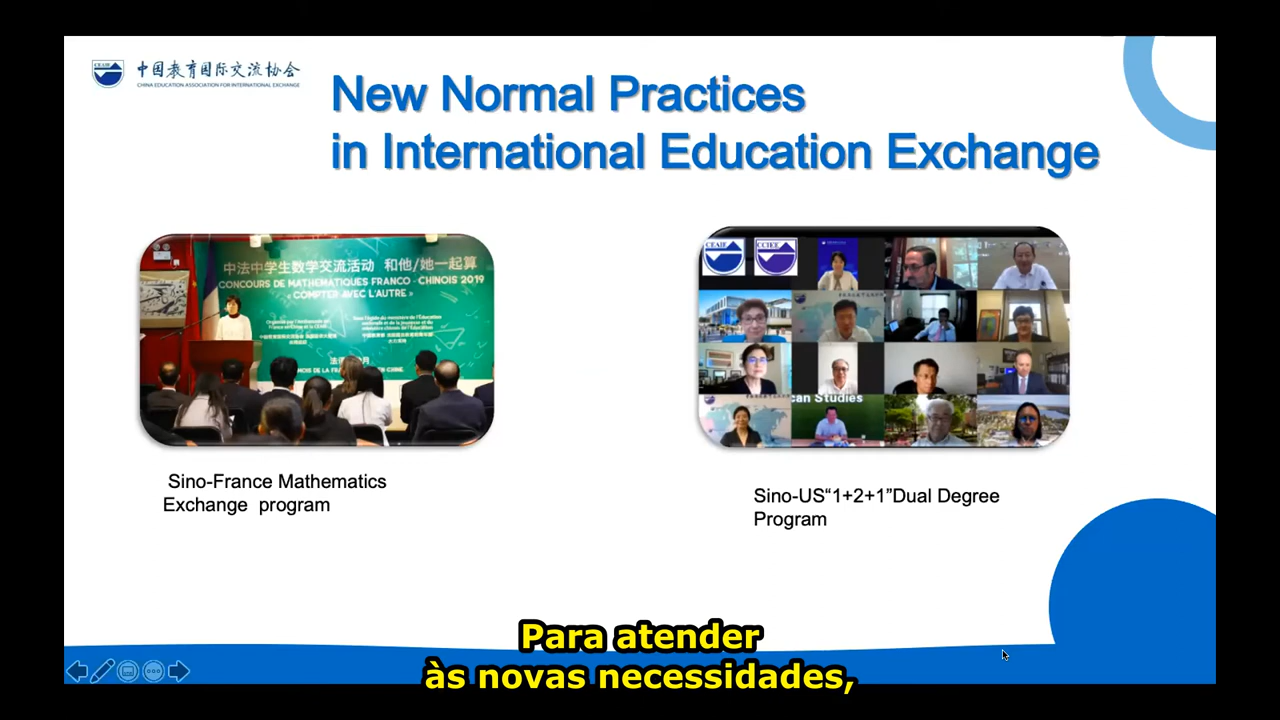 CEAIE
中国教育国际交流协会
CHINA EDUCATION ASSOCIATION FOR INTERNATIONAL EXCHANGE
New Normal Practices
in International Education Exchange
中法中学生数学交流活动 和他/她一起算
CONCOURS DE MATHEMATIQUES FRANCO - CHINOIS 2019
« COMPTER AVEC L'AUTRE »
CEAIE
CCIEE
can Studies
Sino-France Mathematics
Exchange program
Sino-US“1+2+1”Dual Degree
Program
Para atender
às novas necessidades,